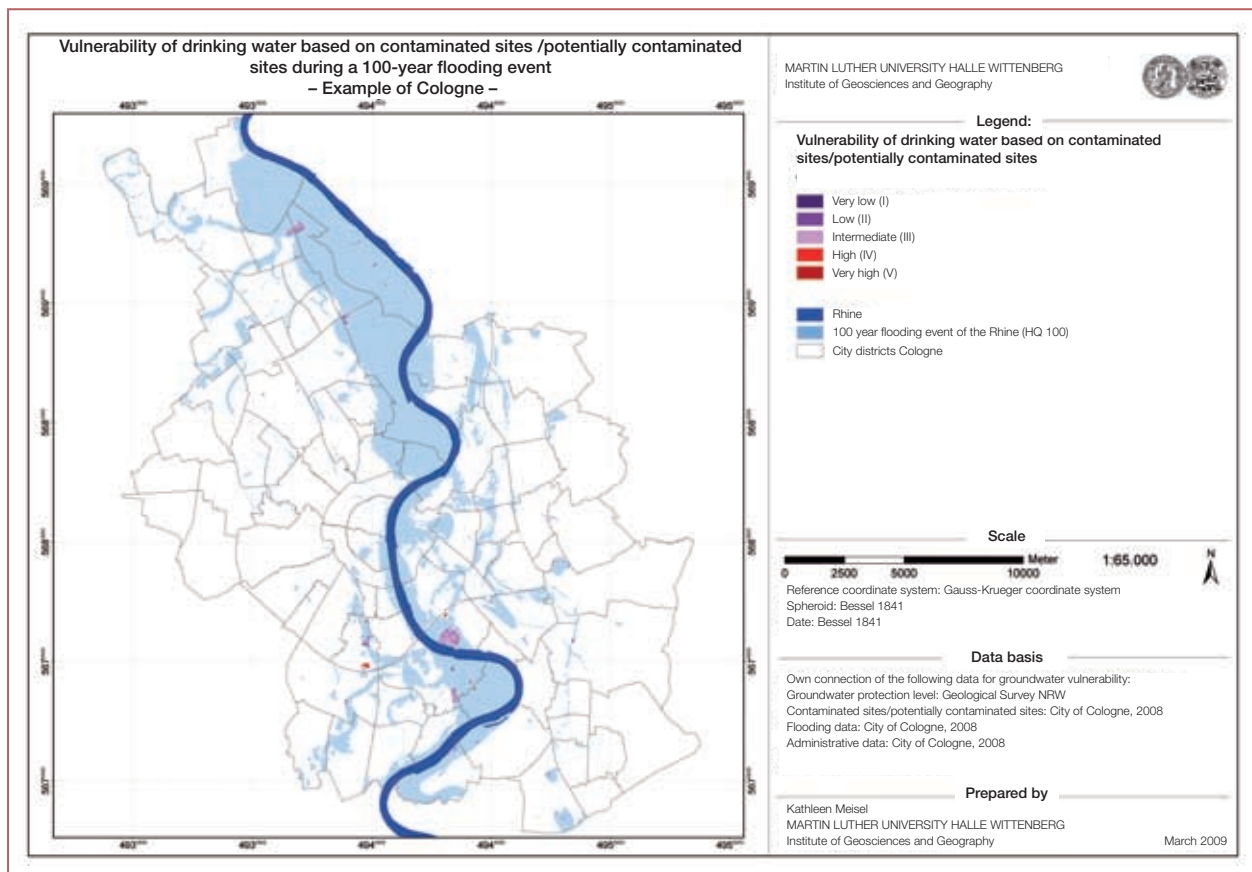 Vulnerability of drinking water based on contaminated sites /potentially contaminated
sites during a 100-year flooding event
– Example of Cologne –
MARTIN LUTHER UNIVERSITY HALLE WITTENBERG
Institute of Geosciences and Geography
Legend:
Vulnerability of drinking water based on contaminated
sites/potentially contaminated sites
Very low (I)
Low (II)
Intermediate (III)
High (IV)
Very high (V)
Rhine
100 year flooding event of the Rhine (HQ 100)
City districts Cologne
Scale
Meter
1:65.000
N
0 2500 5000 10000
Reference coordinate system: Gauss-Krueger coordinate system
Spheroid: Bessel 1841
Date: Bessel 1841
Data basis
Own connection of the following data for groundwater vulnerability:
Groundwater protection level: Geological Survey NRW
Contaminated sites/potentially contaminated sites: City of Cologne, 2008
Flooding data: City of Cologne, 2008
Administrative data: City of Cologne, 2008
Prepared by
Kathleen Meisel
MARTIN LUTHER UNIVERSITY HALLE WITTENBERG
Institute of Geosciences and Geography
March 2009